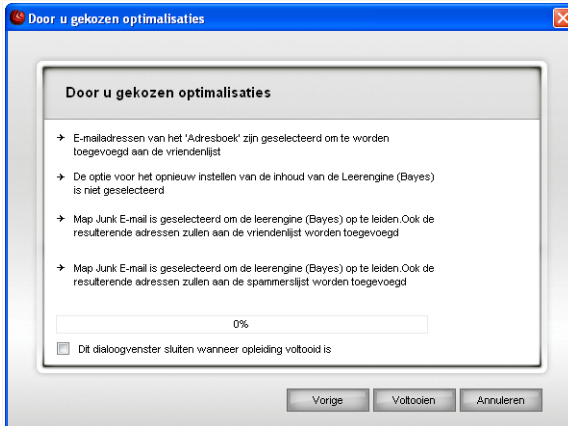 Door u gekozen optimalisaties
Door u gekozen optimalisaties
E-mailadressen van het 'Adresboek' zijn geselecteerd om te worden
toegevoegd aan de vriendenlijst
De optie voor het opnieuw instellen van de inhoud van de Leerengine (Bayes)
is niet geselecteerd
Map Junk E-mail is geselecteerd om de leerengine (Bayes) op te leiden.Ook de
resulterende adressen zullen aan de vriendenlijst worden toegevoegd
Map Junk E-mail is geselecteerd om de leerengine (Bayes) op te leiden.Ook de
resulterende adressen zullen aan de spammerslijst worden toegevoegd
0%
Dit dialoogvenster sluiten wanneer opleiding voltooid is
Vorige
Voltooien
Annuleren